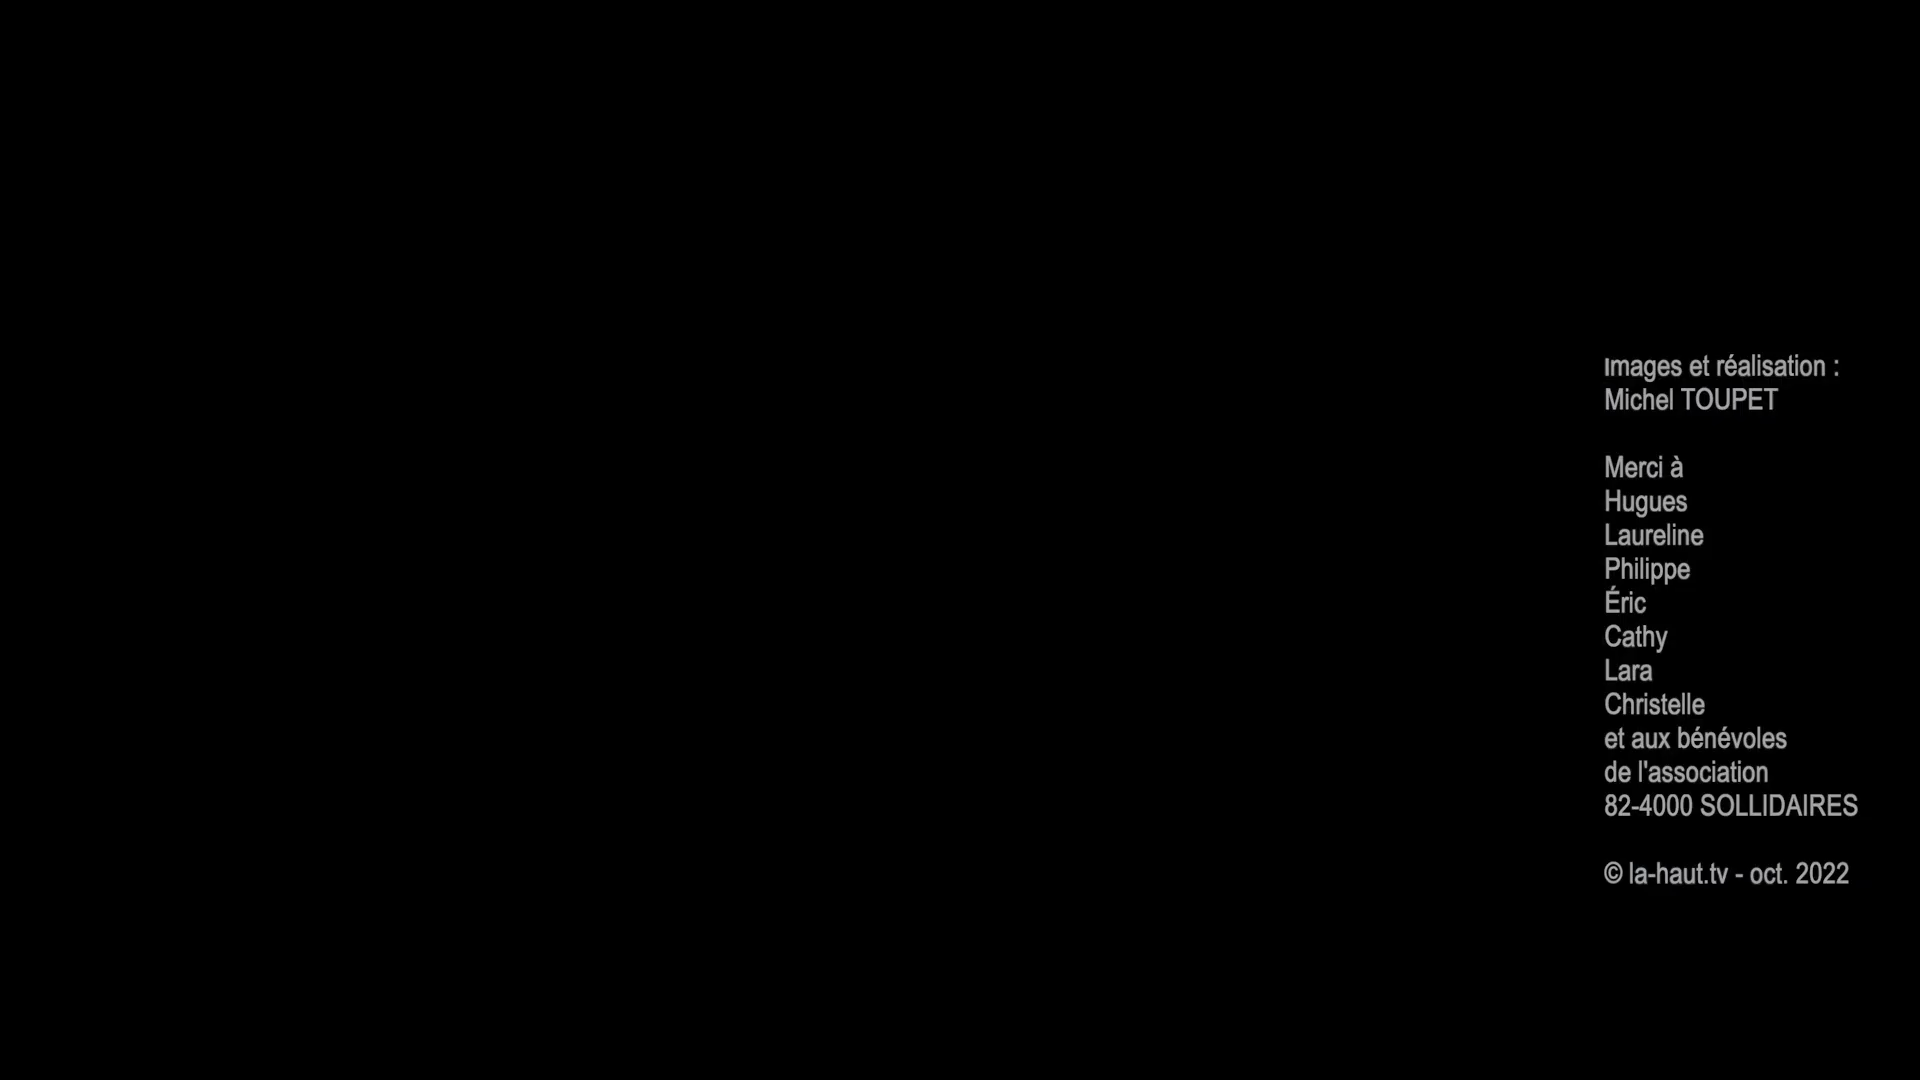 Images et réalisation :
Michel TOUPET
Merci à
Hugues
Laureline
Philippe
Éric
Cathy
Lara
Christelle
et aux bénévoles
de l'association
82-4000 SOLLIDAIRES
© la-haut.tv - oct. 2022